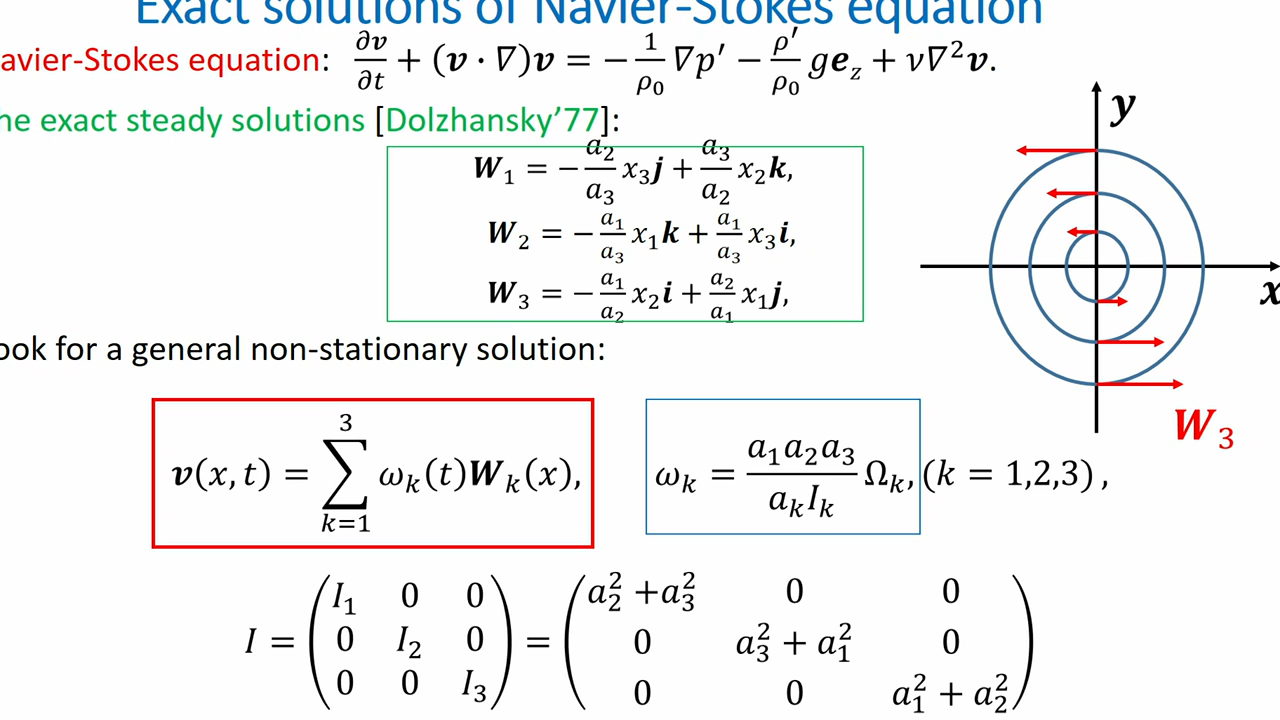 Exact solutions of Navier-Stokes equation
avier-Stokes equation: ∂𝒗/∂t + (𝒗 · ∇)𝒗 = −1/ρ₀ ∇p′ − ρ′/ρ₀ g𝒆_z + ν∇²𝒗.
he exact steady solutions [Dolzhansky'77]:
y
𝑾₁ = −a₂/a₃ x₃𝒋 + a₃/a₂ x₂𝒌,
𝑾₂ = −a₁/a₃ x₁𝒌 + a₁/a₃ x₃𝒊,
𝑾₃ = −a₁/a₂ x₂𝒊 + a₂/a₁ x₁𝒋,
x
ook for a general non-stationary solution:
𝑾₃
𝒗(x, t) = ∑_{k=1}^{3} ω_k(t)𝑾_k(x), ω_k = a₁a₂a₃/(a_k I_k) Ω_k, (k = 1,2,3) ,
I = (I₁ 0 0 = (a₂² +a₃² 0 0
0 I₂ 0 0 a₃² + a₁² 0
0 0 I₃) 0 0 a₁² + a₂²)